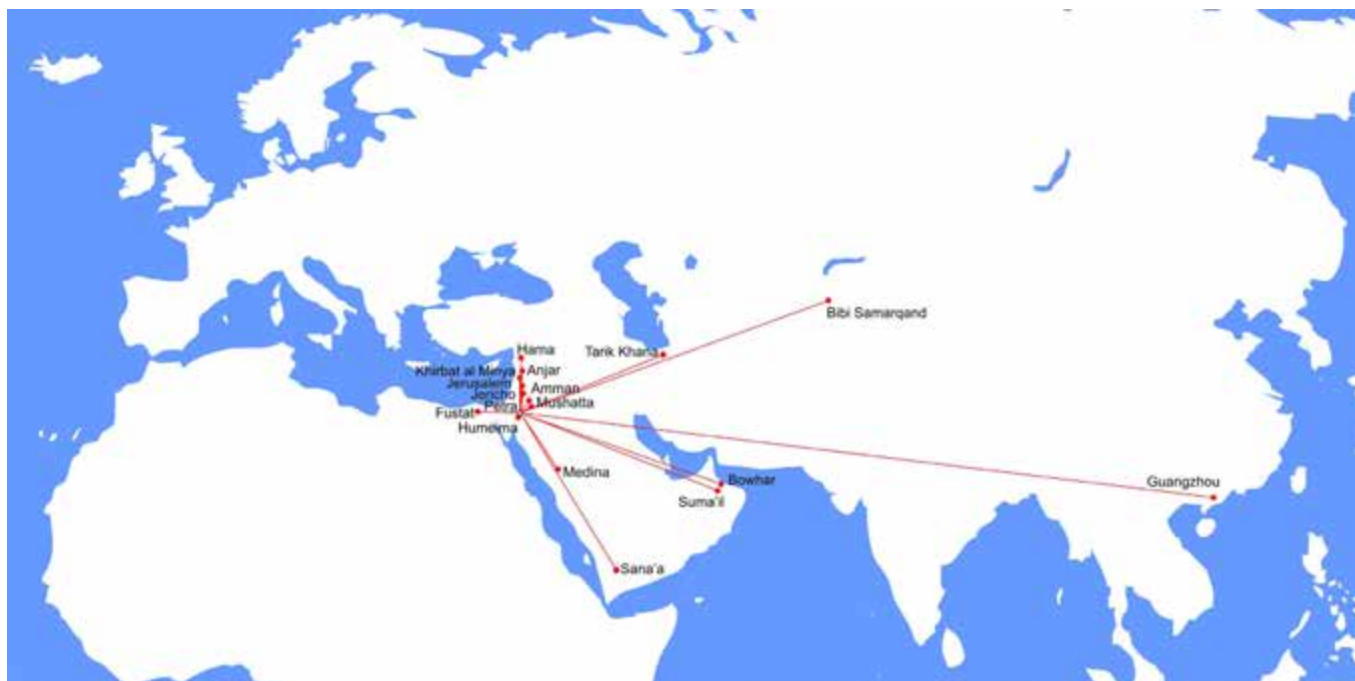 Bibi Samarqand
Hama
Tarik Khana
Khirbat al Minya
Anjar
Jerusalem
Amman
Jericho
Mushatta
Petra
Fustat
Humeima
Medina
Bowhar
Guangzhou
Suma'il
Sana'a